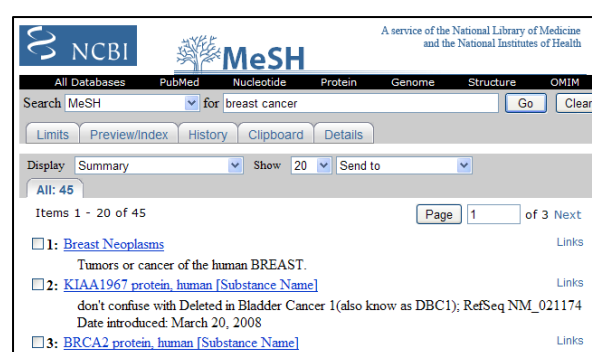 NCBI
MeSH
A service of the National Library of Medicine
and the National Institutes of Health
All Databases PubMed Nucleotide Protein Genome Structure OMIM
Search MeSH for breast cancer Go Clear
Limits Preview/Index History Clipboard Details
Display Summary Show 20 Send to
All: 45
Items 1 - 20 of 45 Page 1 of 3 Next
1: Breast Neoplasms Links
Tumors or cancer of the human BREAST.
2: KIAA1967 protein, human [Substance Name] Links
don't confuse with Deleted in Bladder Cancer 1(also know as DBC1); RefSeq NM_021174
Date introduced: March 20, 2008
3: BRCA2 protein, human [Substance Name] Links